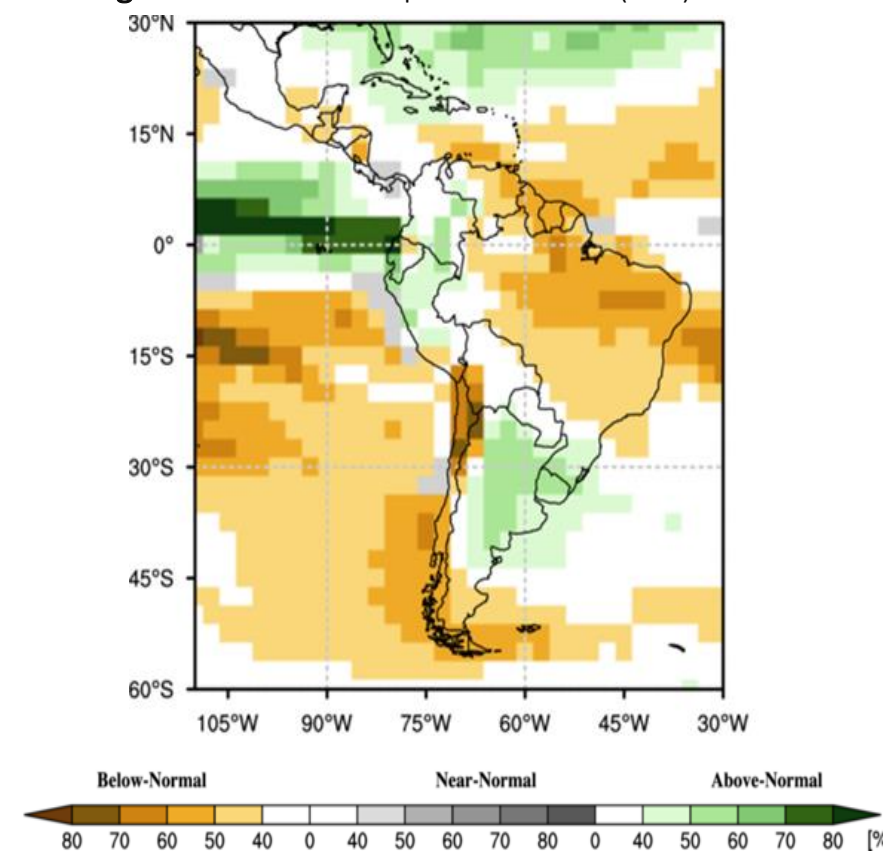 30°N
15°N
0°
15°S
30°S
45°S
60°S
105°W 90°W 75°W 60°W 45°W 30°W
Below-Normal Near-Normal Above-Normal
80 70 60 50 40 0 40 50 60 70 80 0 40 50 60 70 80 [%